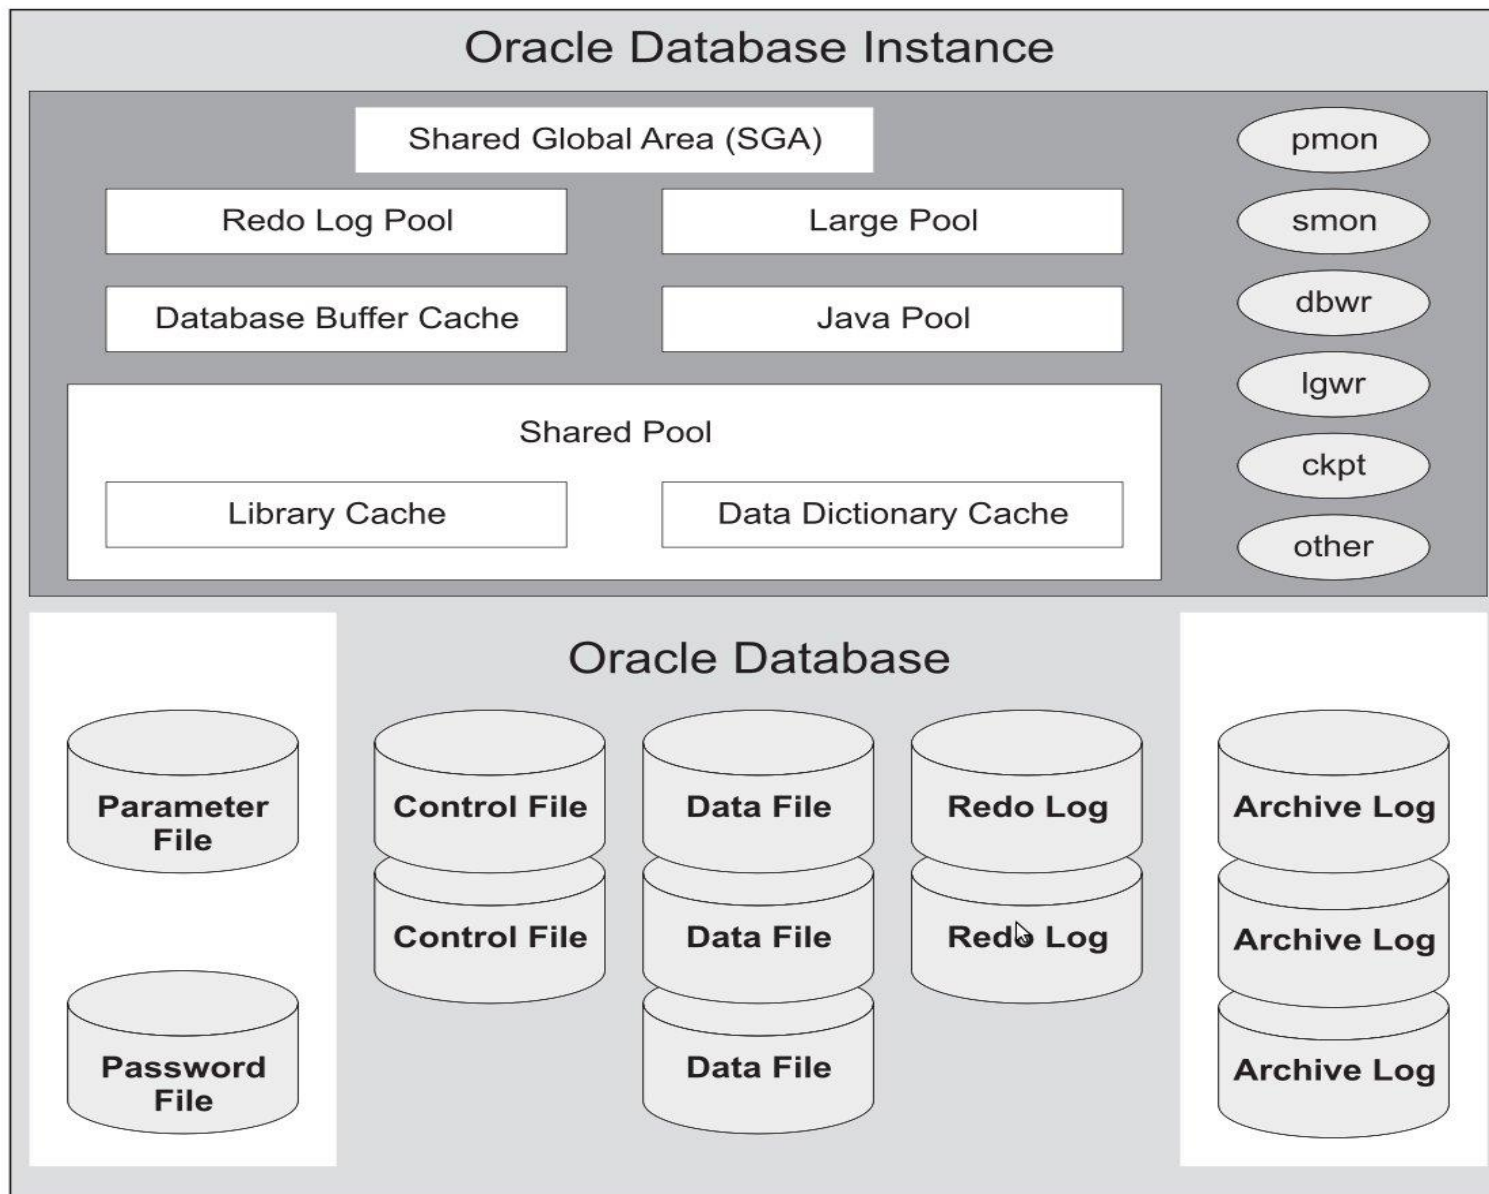 Oracle Database Instance
Shared Global Area (SGA)
pmon
Redo Log Pool
Large Pool
smon
Database Buffer Cache
Java Pool
dbwr
lgwr
Shared Pool
ckpt
Library Cache
Data Dictionary Cache
other
Oracle Database
Parameter
File
Control File
Data File
Redo Log
Archive Log
Control File
Data File
Redo Log
Archive Log
Password
File
Data File
Archive Log